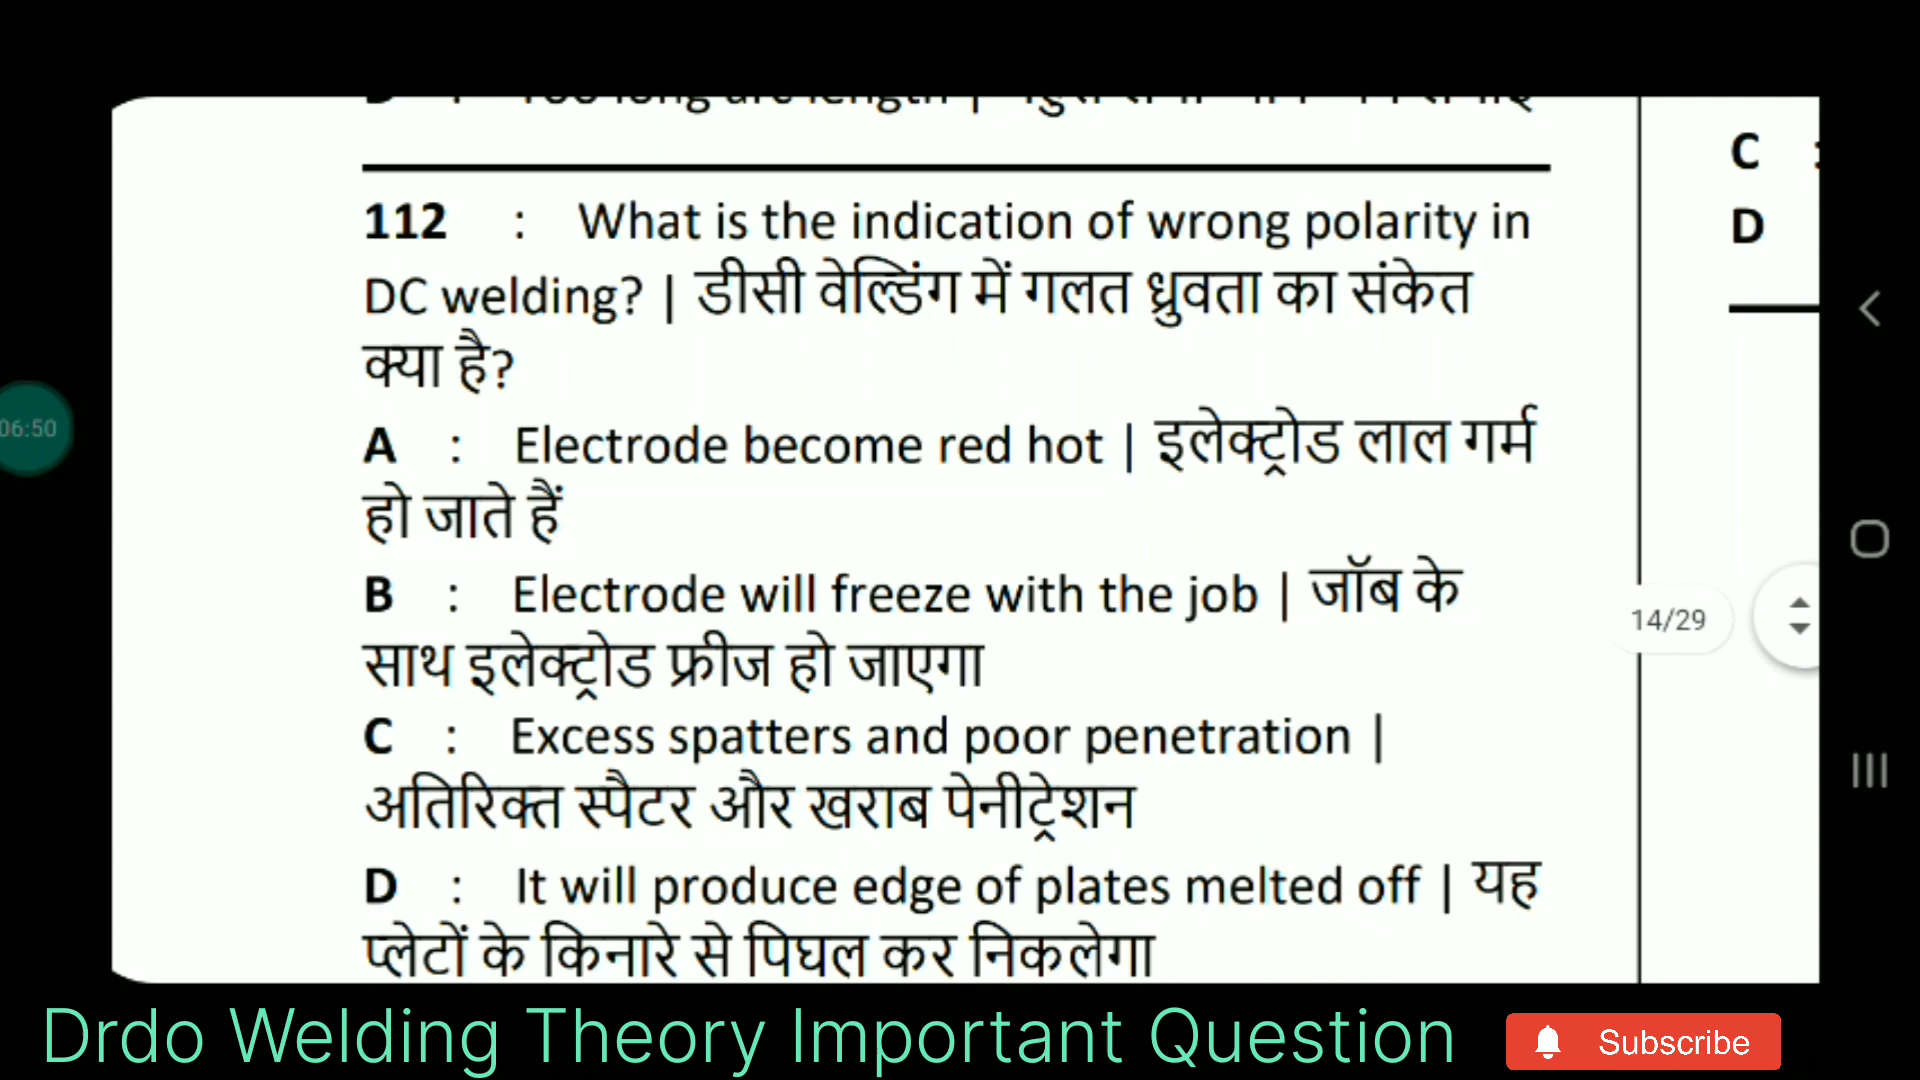 C :
D
112 : What is the indication of wrong polarity in
DC welding? | डीसी वेल्डिंग में गलत ध्रुवता का संकेत
क्या है?
A : Electrode become red hot | इलेक्ट्रोड लाल गर्म
हो जाते हैं
B : Electrode will freeze with the job | जॉब के
साथ इलेक्ट्रोड फ्रीज हो जाएगा
C : Excess spatters and poor penetration |
अतिरिक्त स्पैटर और खराब पेनीट्रेशन
D : It will produce edge of plates melted off | यह
प्लेटों के किनारे से पिघल कर निकलेगा
06:50
14/29
Drdo Welding Theory Important Question
Subscribe